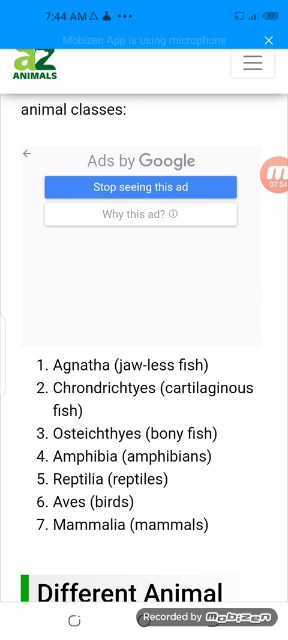 7:44 AM
Mobizen App is using microphone
az
ANIMALS
animal classes:
Ads by Google
Stop seeing this ad
Why this ad?
07:54
1. Agnatha (jaw-less fish)
2. Chrondrichtyes (cartilaginous
fish)
3. Osteichthyes (bony fish)
4. Amphibia (amphibians)
5. Reptilia (reptiles)
6. Aves (birds)
7. Mammalia (mammals)
Different Animal
Recorded by Mobizen